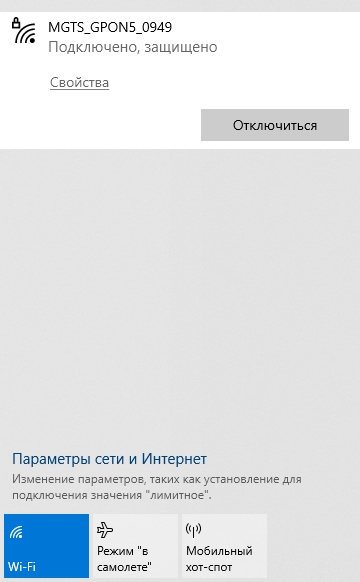 MGTS_GPON5_0949
Подключено, защищено
Свойства
Отключиться
Параметры сети и Интернет
Изменение параметров, таких как установление для
подключения значения "лимитное".
Wi-Fi
Режим "в
самолете"
Мобильный
хот-спот